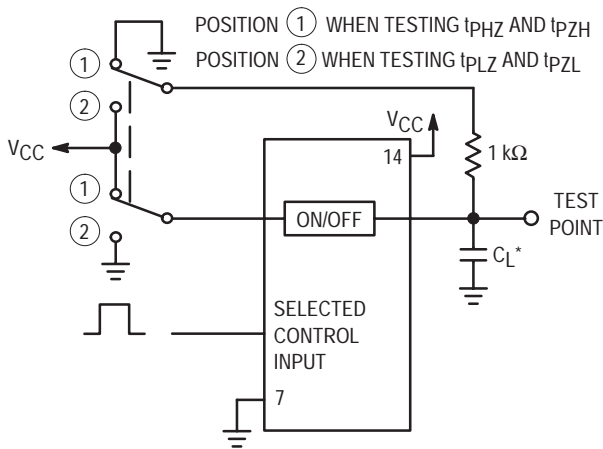 POSITION 1 WHEN TESTING tPHZ AND tPZH
POSITION 2 WHEN TESTING tPLZ AND tPZL
1
2
VCC
VCC
14
1 kΩ
1
2
ON/OFF
TEST
POINT
CL*
SELECTED
CONTROL
INPUT
7